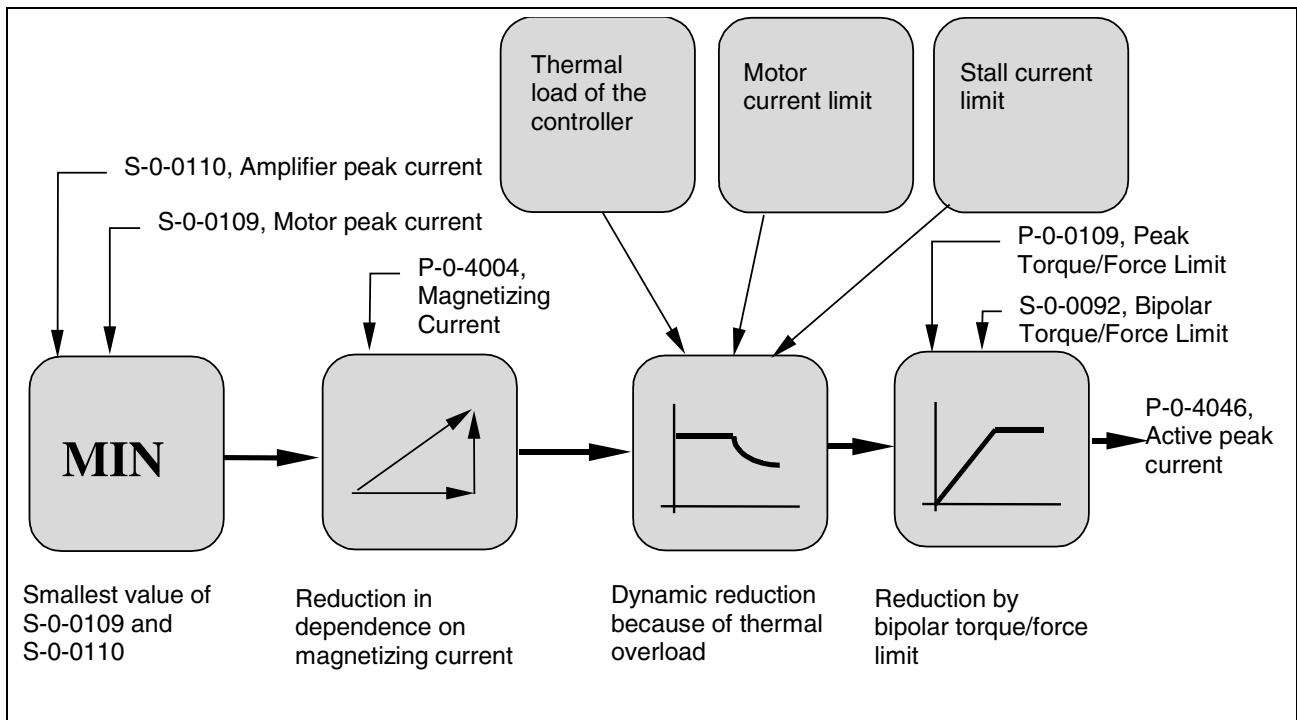 Thermal
load of the
controller
Motor
current limit
Stall current
limit
S-0-0110, Amplifier peak current
S-0-0109, Motor peak current
P-0-4004,
Magnetizing
Current
P-0-0109, Peak
Torque/Force Limit
S-0-0092, Bipolar
Torque/Force Limit
MIN
P-0-4046,
Active peak
current
Smallest value of
S-0-0109 and
S-0-0110
Reduction in
dependence on
magnetizing current
Dynamic reduction
because of thermal
overload
Reduction by
bipolar torque/force
limit